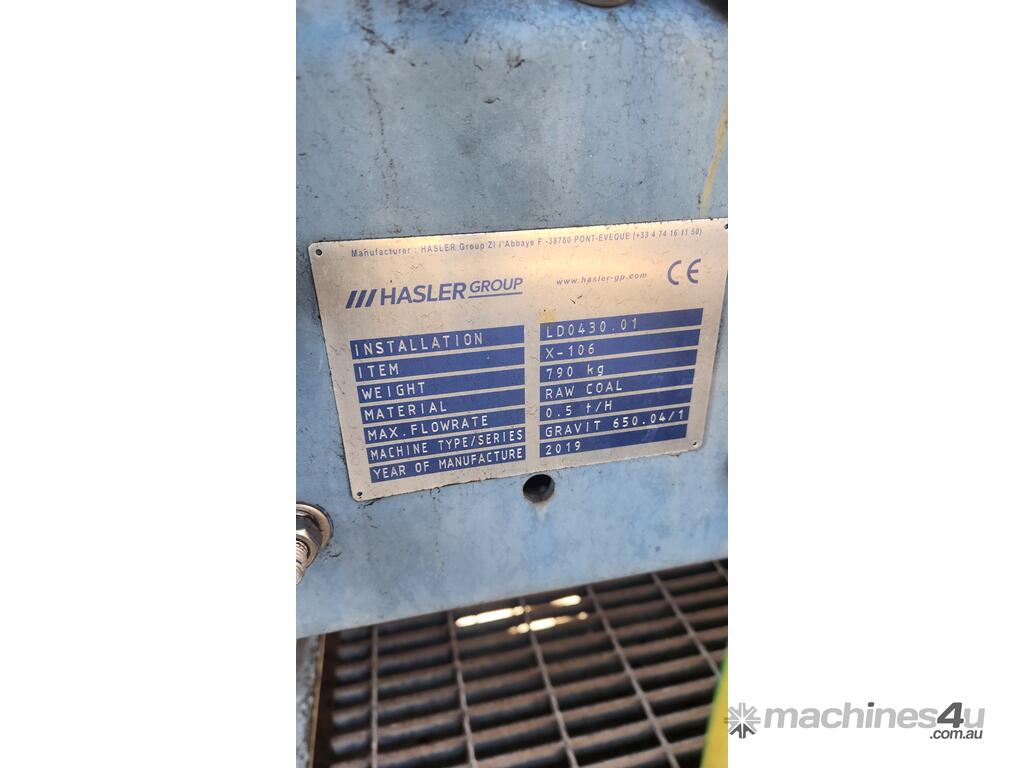 Manufacturer : HASLER Group ZI l'Abbaye F -38780 PONT-EVEQUE (+33 4 74 16 11 50)
HASLER GROUP www.hasler-gp.com CE
INSTALLATION LD0430.01
ITEM X-106
WEIGHT 790 kg
MATERIAL RAW COAL
MAX.FLOWRATE 0.5 t/H
MACHINE TYPE/SERIES GRAVIT 650.04/1
YEAR OF MANUFACTURE 2019
machines4u
.com.au